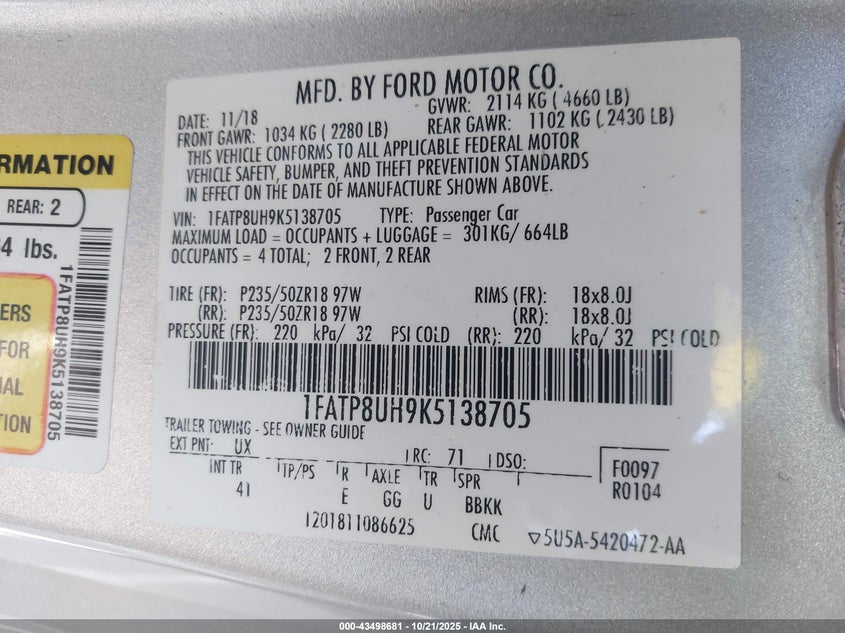 MFD. BY FORD MOTOR CO.
DATE: 11/18 GVWR: 2114 KG ( 4660 LB)
FRONT GAWR: 1034 KG ( 2280 LB) REAR GAWR: 1102 KG ( 2430 LB)
THIS VEHICLE CONFORMS TO ALL APPLICABLE FEDERAL MOTOR
VEHICLE SAFETY, BUMPER, AND THEFT PREVENTION STANDARDS
IN EFFECT ON THE DATE OF MANUFACTURE SHOWN ABOVE.
VIN: 1FATP8UH9K5138705 TYPE: Passenger Car
MAXIMUM LOAD = OCCUPANTS + LUGGAGE = 301KG/ 664LB
OCCUPANTS = 4 TOTAL; 2 FRONT, 2 REAR
TIRE (FR): P235/50ZR18 97W RIMS (FR): 18x8.0J
(RR): P235/50ZR18 97W (RR): 18x8.0J
PRESSURE (FR): 220 kPa/ 32 PSI COLD (RR): 220 kPa/ 32 PSI COLD
1FATP8UH9K5138705
TRAILER TOWING - SEE OWNER GUIDE
EXT PNT: UX RC: 71 DSO:
INT TR TP/PS R AXLE TR SPR
41 E GG U BBKK
F0097
R0104
1201811086625 CMC ▽5U5A-5420472-AA
RMATION
REAR: 2
4 lbs.
ERS
FOR
IAL
TION
1FATP8UH9K5138705
000-43498681 - 10/21/2025 - IAA Inc.